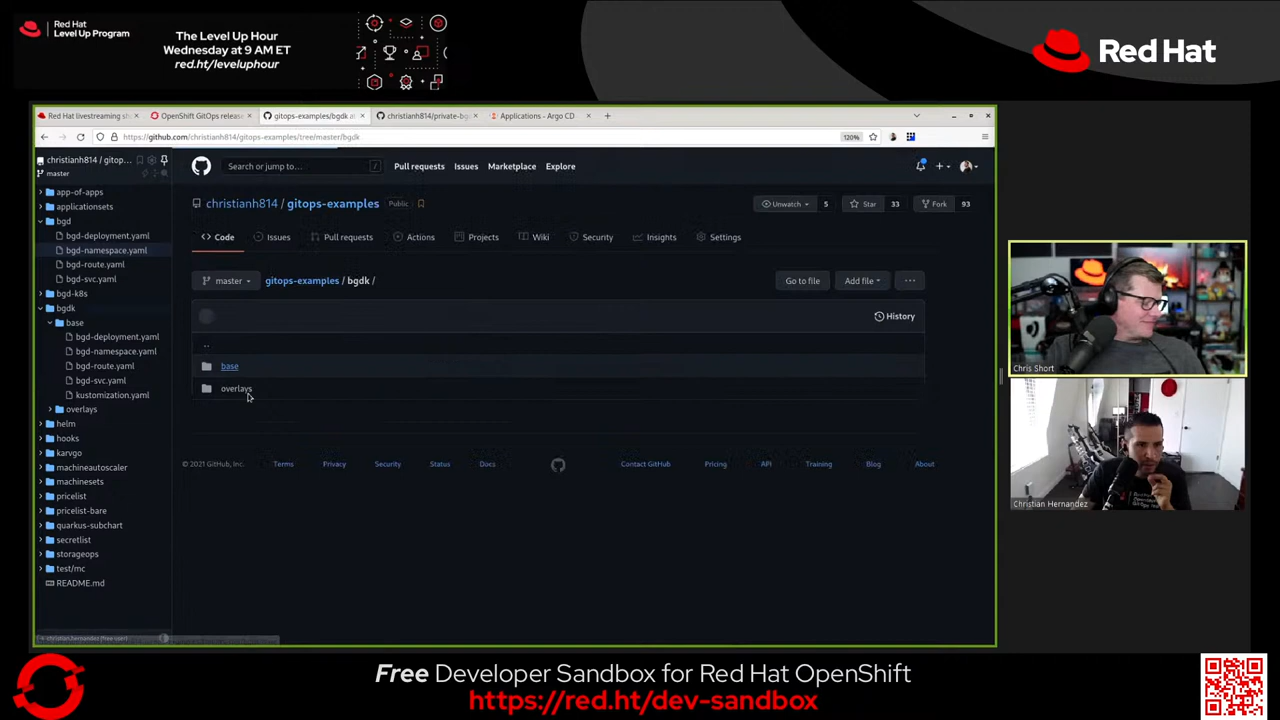 Red Hat
Level Up Program
The Level Up Hour
Wednesday at 9 AM ET
red.ht/leveluphour
Red Hat
Red Hat livestreaming sh
OpenShift GitOps releas
gitops-examples/bgdk at
christianh814/private-bg
Applications - Argo CD
https://github.com/christianh814/gitops-examples/tree/master/bgdk
120%
christianh814 / gitop...
master
Search or jump to...
/
Pull requests
Issues
Marketplace
Explore
christianh814 / gitops-examples
Public
Unwatch
5
Star
33
Fork
93
Code
Issues
Pull requests
Actions
Projects
Wiki
Security
Insights
Settings
master
gitops-examples / bgdk /
Go to file
Add file
...
History
..
base
overlays
© 2021 GitHub, Inc.
Terms
Privacy
Security
Status
Docs
Contact GitHub
Pricing
API
Training
Blog
About
app-of-apps
applicationsets
bgd
bgd-deployment.yaml
bgd-namespace.yaml
bgd-route.yaml
bgd-svc.yaml
bgd-k8s
bgdk
base
bgd-deployment.yaml
bgd-namespace.yaml
bgd-route.yaml
bgd-svc.yaml
kustomization.yaml
overlays
helm
hooks
karvgo
machineautoscaler
machinesets
pricelist
pricelist-bare
quarkus-subchart
secretlist
storageops
test/mc
README.md
Chris Short
Christian Hernandez
Free Developer Sandbox for Red Hat OpenShift
https://red.ht/dev-sandbox